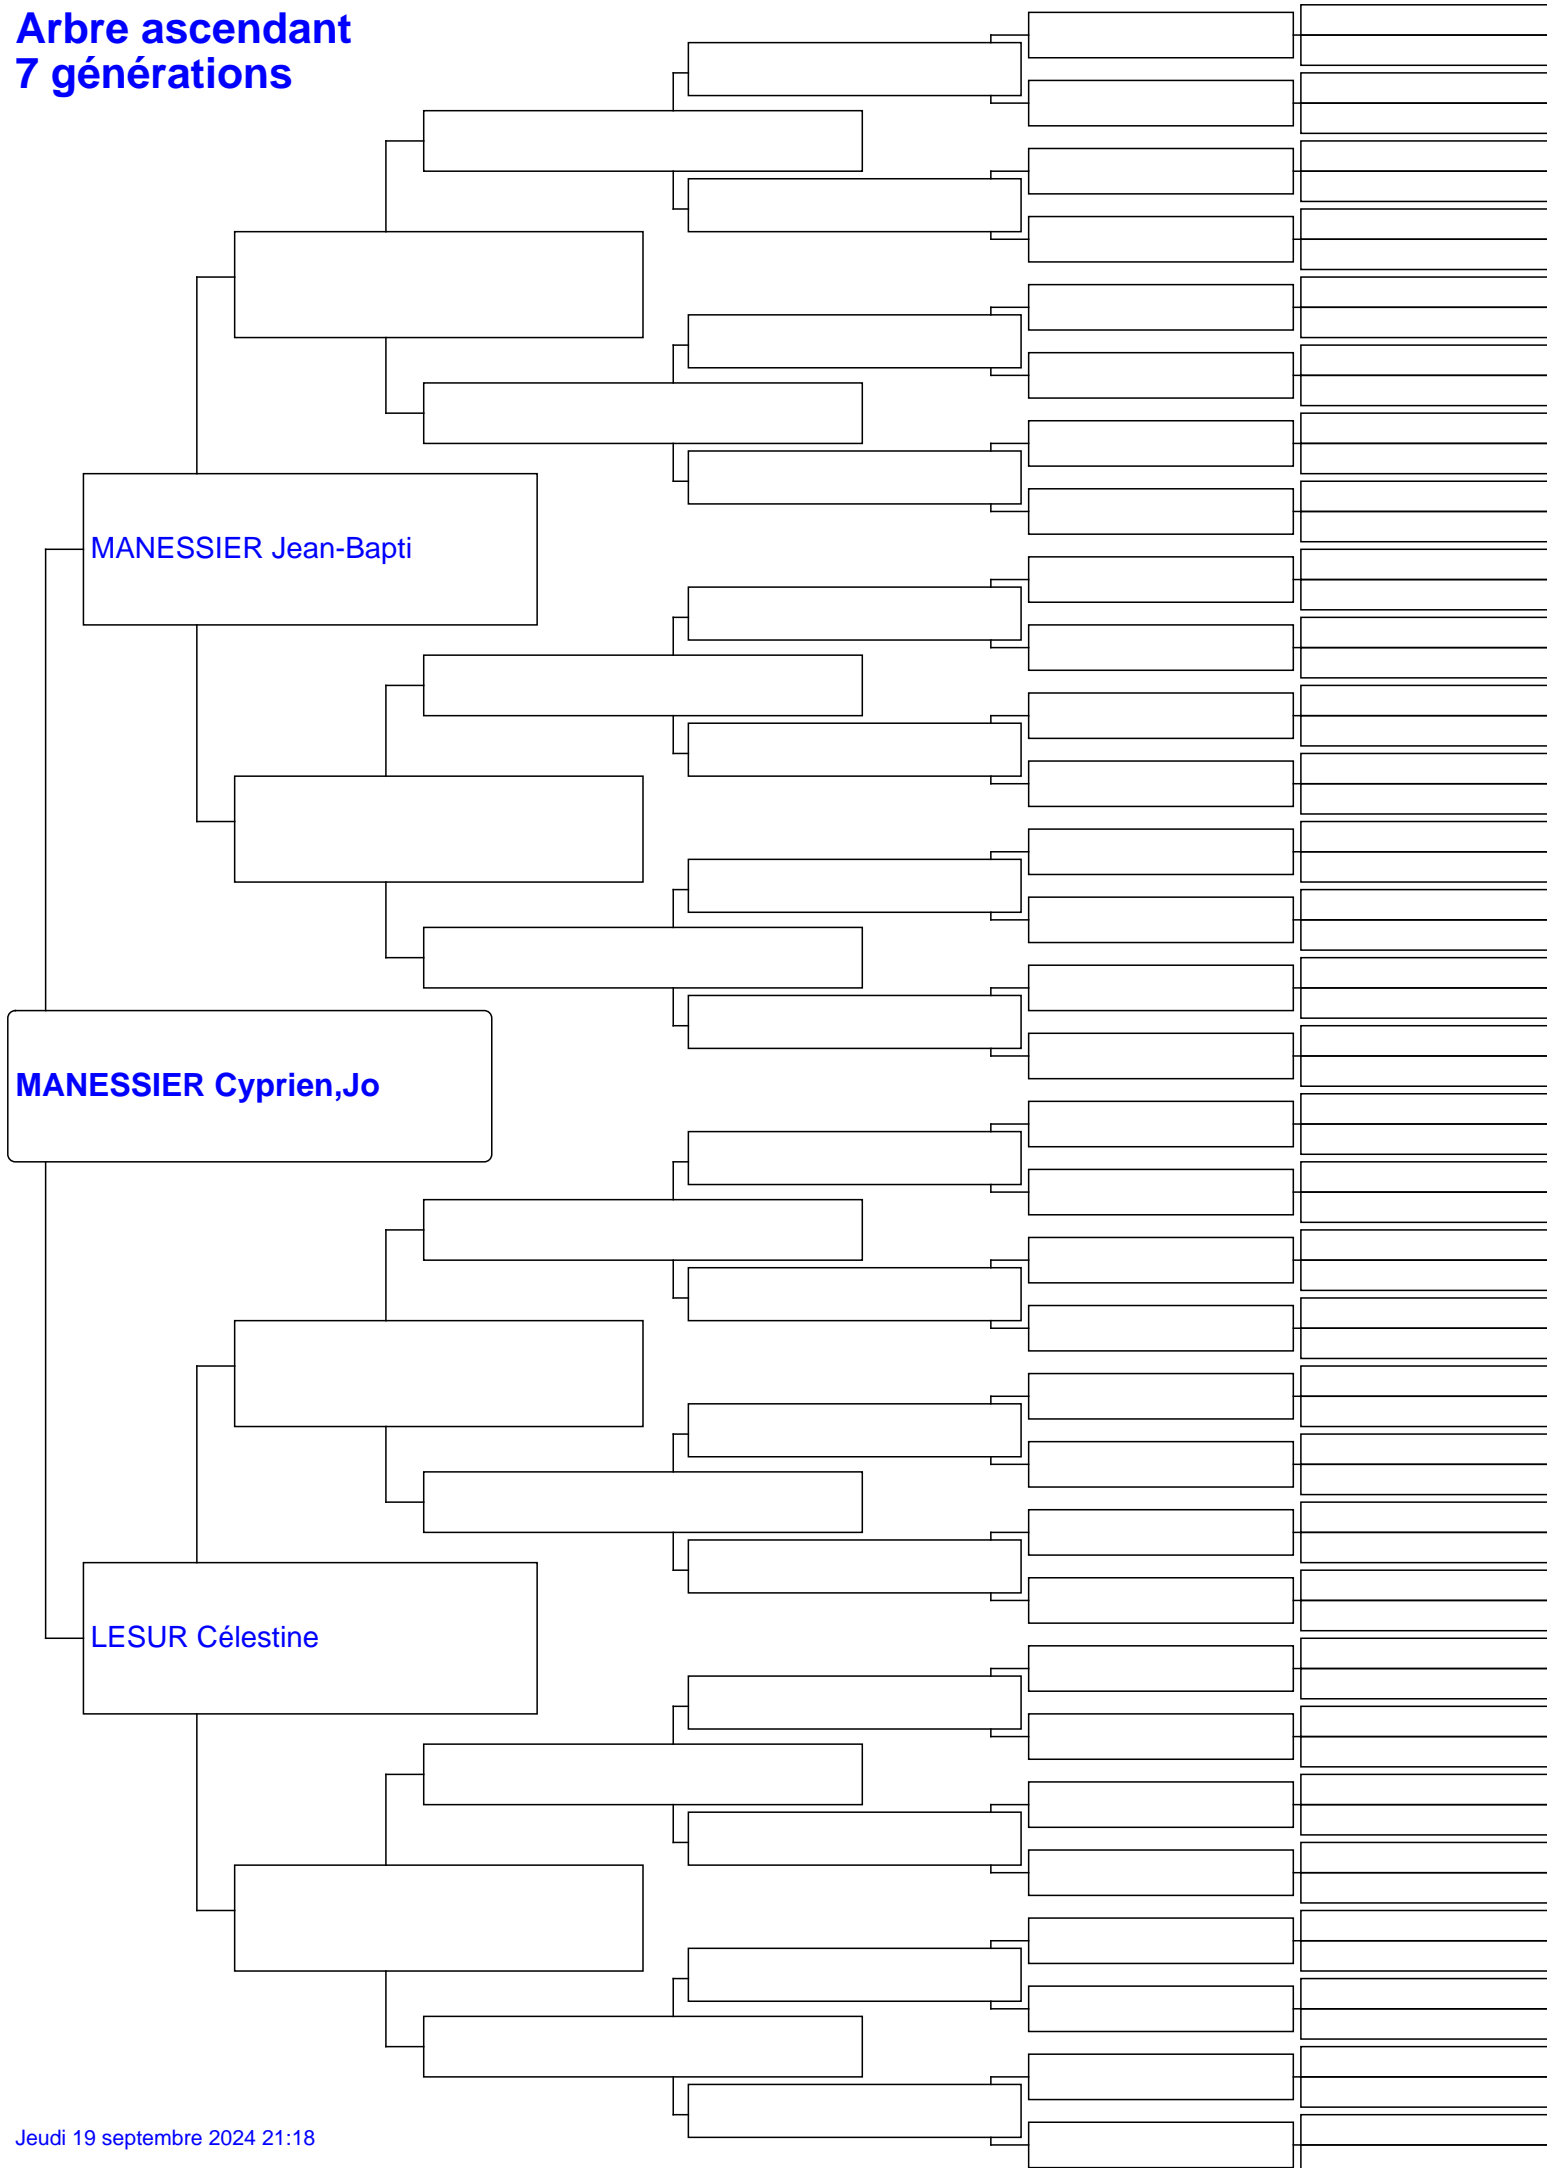 Arbre ascendant
7 générations
MANESSIER Jean-Bapti
MANESSIER Cyprien,Jo
LESUR Célestine
Jeudi 19 septembre 2024 21:18